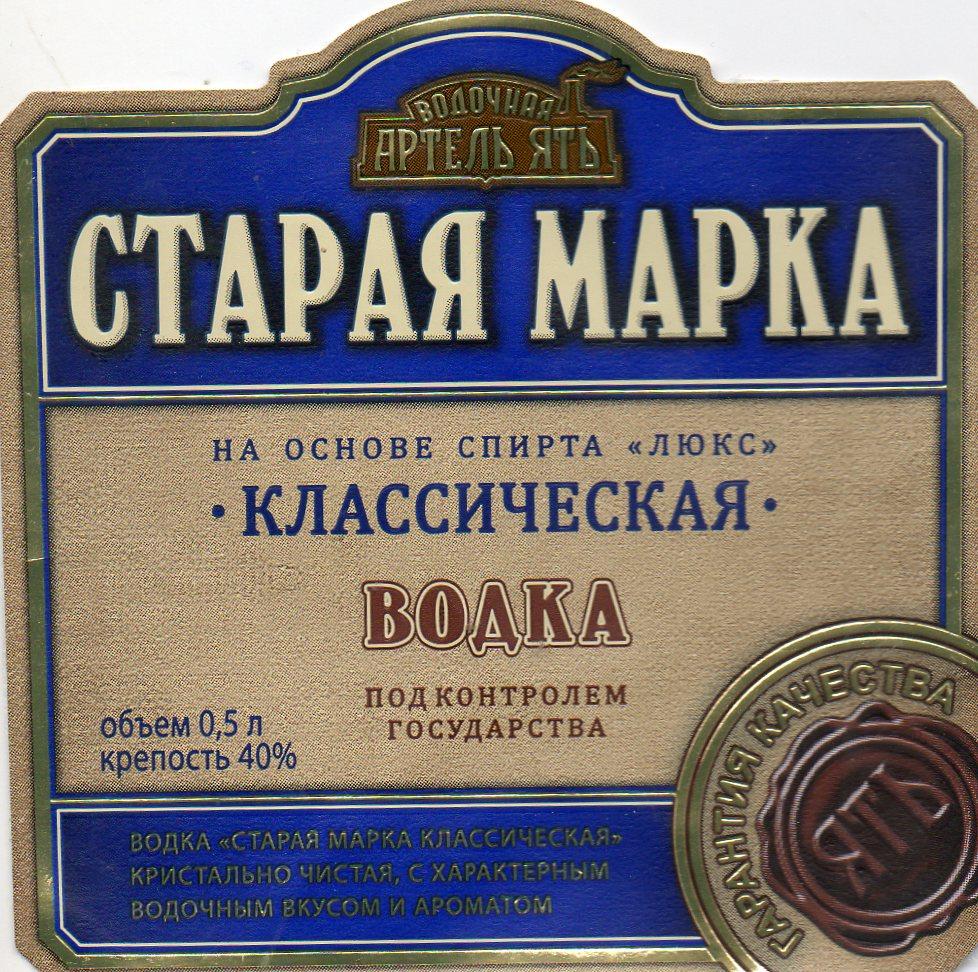 ВОДОЧНАЯ
АРТЕЛЬ ЯТЬ
СТАРАЯ МАРКА
НА ОСНОВЕ СПИРТА «ЛЮКС»
· КЛАССИЧЕСКАЯ ·
ВОДКА
ПОД КОНТРОЛЕМ
ГОСУДАРСТВА
объем 0,5 л
крепость 40%
ВОДКА «СТАРАЯ МАРКА КЛАССИЧЕСКАЯ»
КРИСТАЛЬНО ЧИСТАЯ, С ХАРАКТЕРНЫМ
ВОДОЧНЫМ ВКУСОМ И АРОМАТОМ
ГАРАНТИЯ КАЧЕСТВА
ЯТЬ